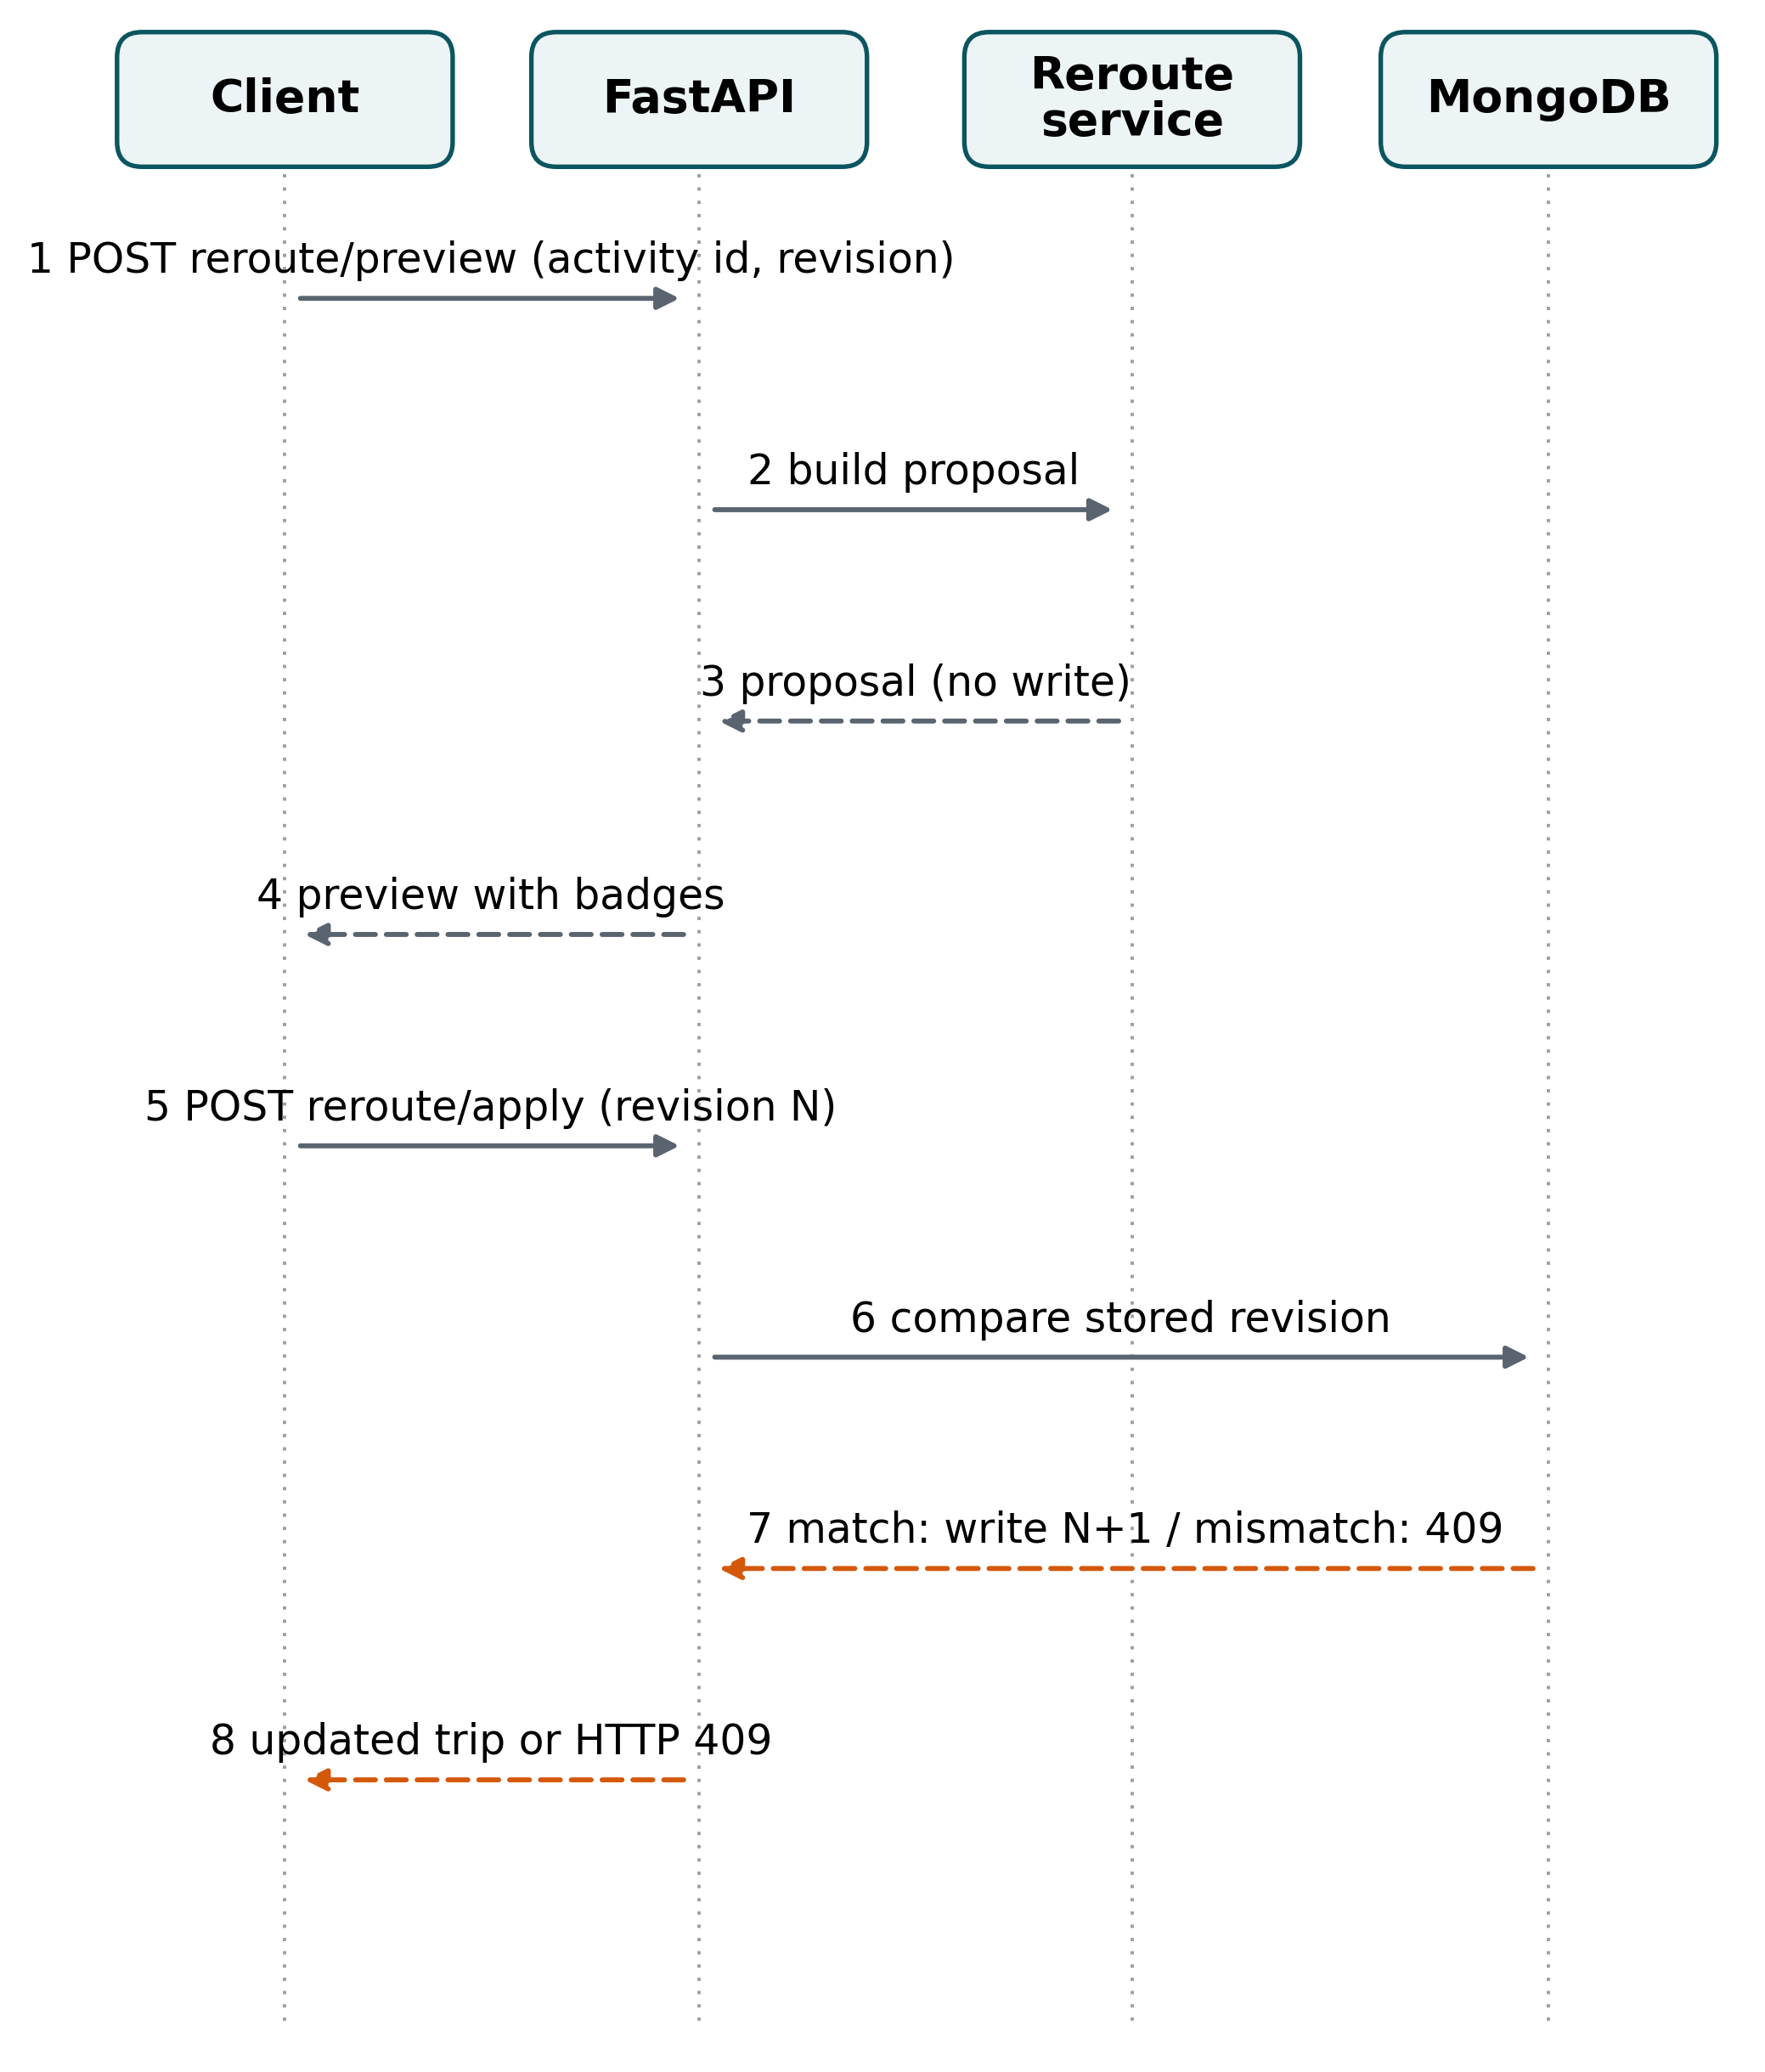 Client
FastAPI
Reroute
service
MongoDB
1 POST reroute/preview (activity id, revision)
2 build proposal
3 proposal (no write)
4 preview with badges
5 POST reroute/apply (revision N)
6 compare stored revision
7 match: write N+1 / mismatch: 409
8 updated trip or HTTP 409